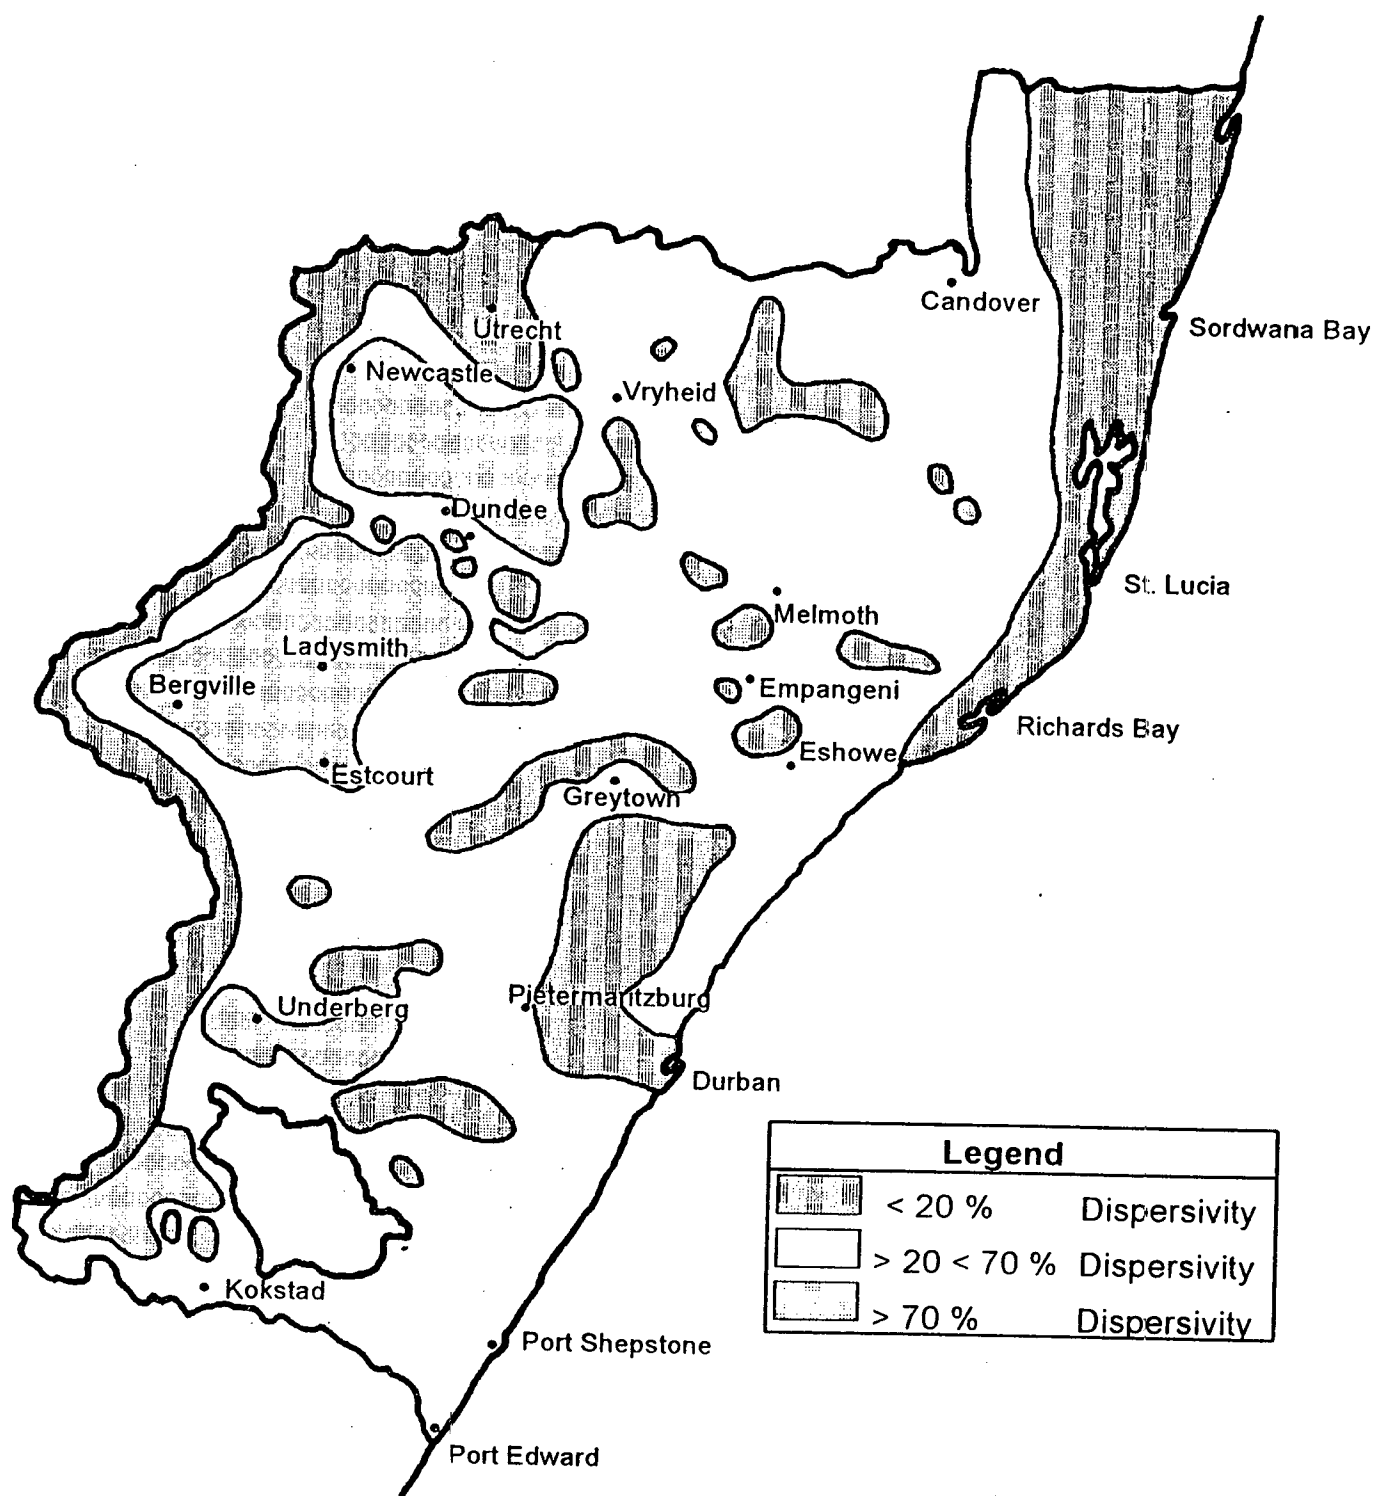 Candover
Sordwana Bay
Utrecht
Newcastle
Vryheid
Dundee
St. Lucia
Melmoth
Ladysmith
Bergville
Empangeni
Richards Bay
Eshowe
Estcourt
Greytown
Pietermaritzburg
Underberg
Durban
Legend
< 20 % Dispersivity
> 20 < 70 % Dispersivity
> 70 % Dispersivity
Kokstad
Port Shepstone
Port Edward